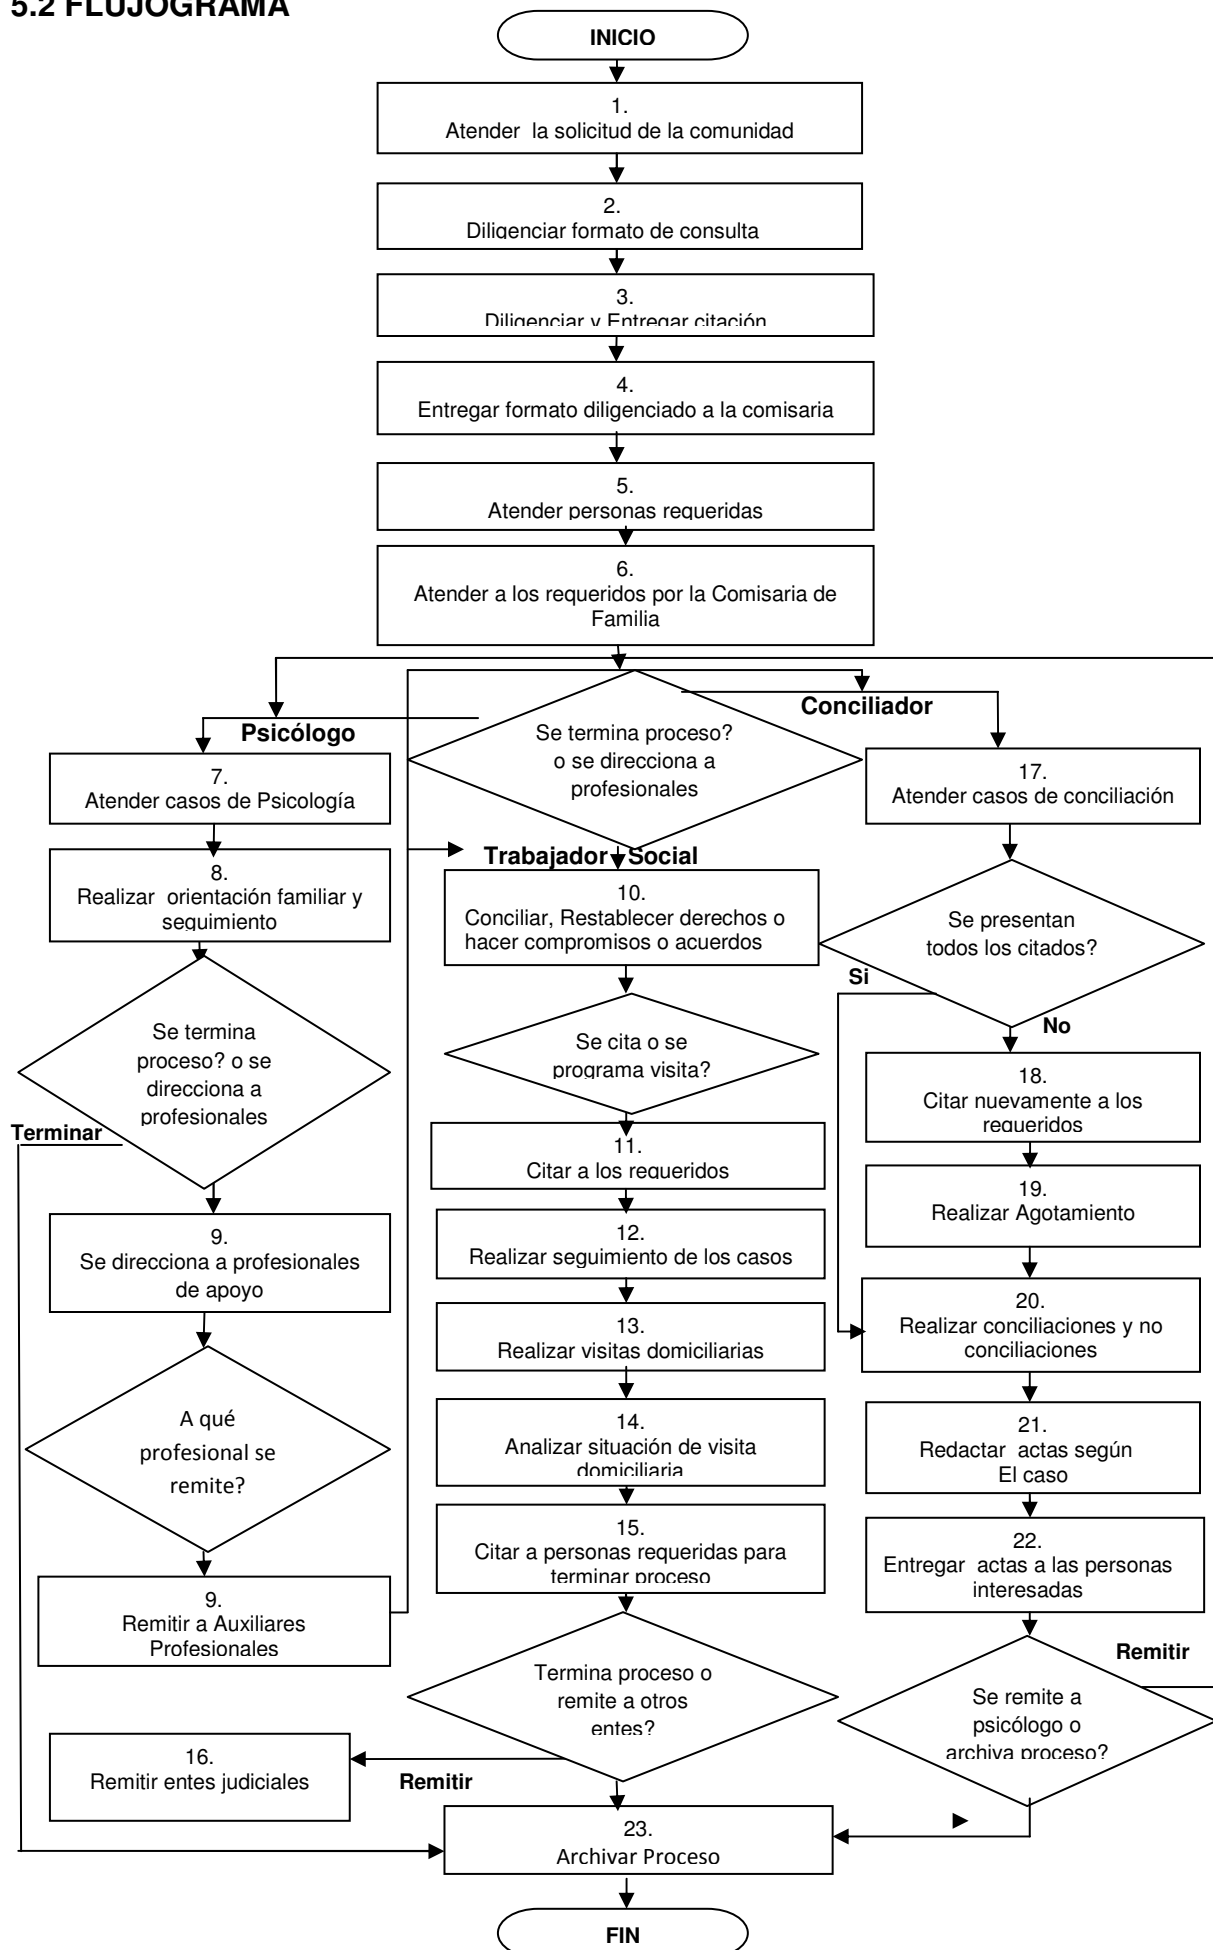 5.2 FLUJOGRAMA
INICIO
1.
Atender la solicitud de la comunidad
2.
Diligenciar formato de consulta
3.
Diligenciar y Entregar citación
4.
Entregar formato diligenciado a la comisaria
5.
Atender personas requeridas
6.
Atender a los requeridos por la Comisaria de
Familia
Se termina proceso?
o se direcciona a
profesionales
Psicólogo
Conciliador
Trabajador Social
7.
Atender casos de Psicología
8.
Realizar orientación familiar y
seguimiento
Se termina
proceso? o se
direcciona a
profesionales
Terminar
9.
Se direcciona a profesionales
de apoyo
A qué
profesional se
remite?
9.
Remitir a Auxiliares
Profesionales
10.
Conciliar, Restablecer derechos o
hacer compromisos o acuerdos
Se cita o se
programa visita?
11.
Citar a los requeridos
12.
Realizar seguimiento de los casos
13.
Realizar visitas domiciliarias
14.
Analizar situación de visita
domiciliaria
15.
Citar a personas requeridas para
terminar proceso
Termina proceso o
remite a otros
entes?
Remitir
16.
Remitir entes judiciales
17.
Atender casos de conciliación
Se presentan
todos los citados?
Si
No
18.
Citar nuevamente a los
requeridos
19.
Realizar Agotamiento
20.
Realizar conciliaciones y no
conciliaciones
21.
Redactar actas según
El caso
22.
Entregar actas a las personas
interesadas
Se remite a
psicólogo o
archiva proceso?
Remitir
23.
Archivar Proceso
FIN